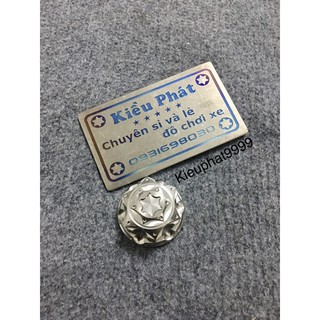 Kiều Phát
Chuyên sỉ và lẻ
đồ chơi xe
0931698030
Kieuphat9999